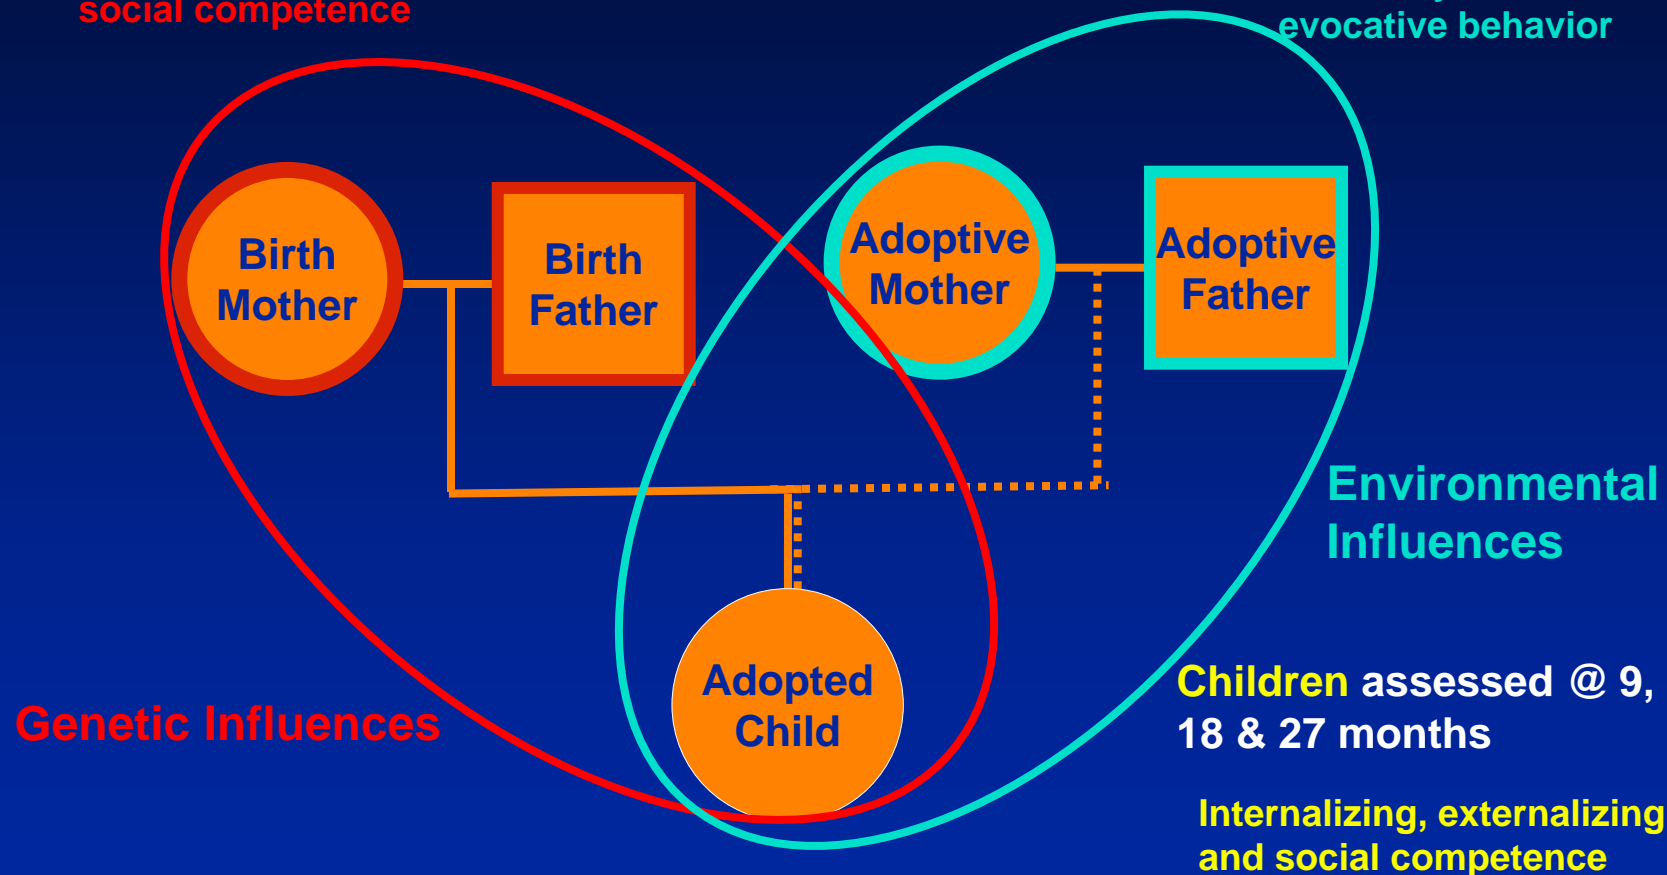 social competence
evocative behavior
Birth
Mother
Birth
Father
Adoptive
Mother
Adoptive
Father
Environmental
Influences
Adopted
Child
Genetic Influences
Children assessed @ 9,
18 & 27 months
Internalizing, externalizing
and social competence